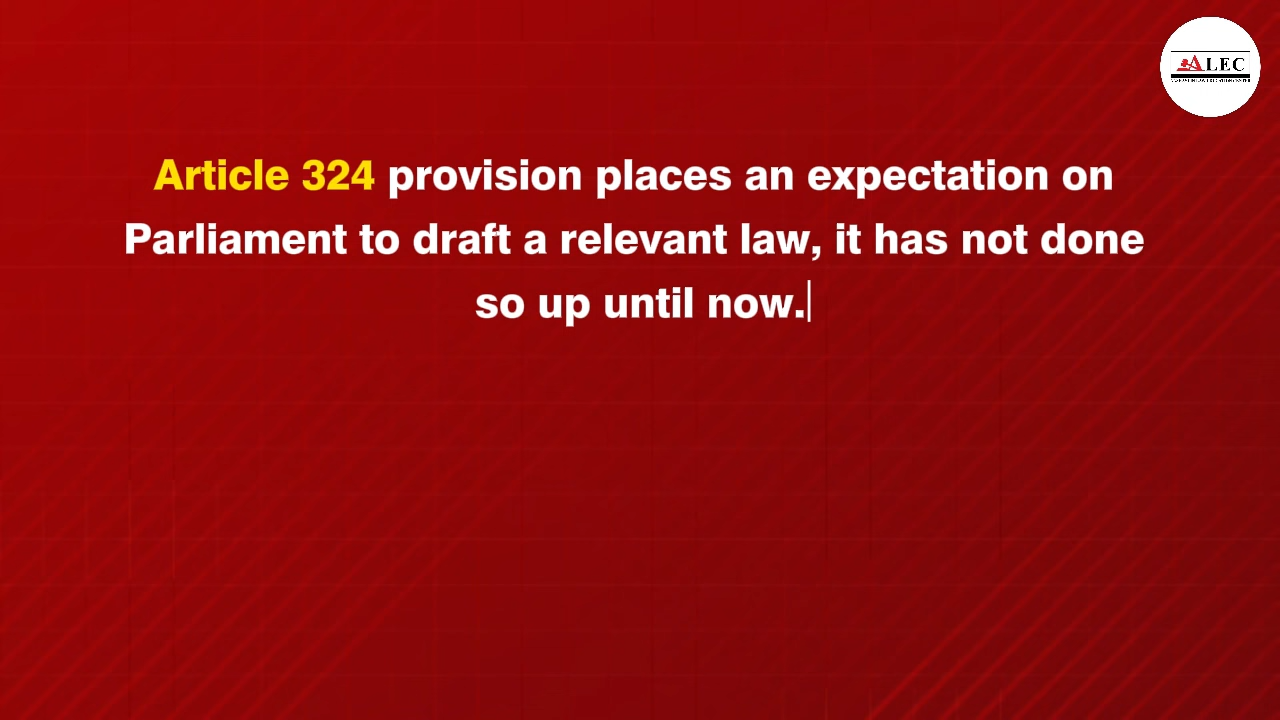 ALEC
Article 324 provision places an expectation on
Parliament to draft a relevant law, it has not done
so up until now.